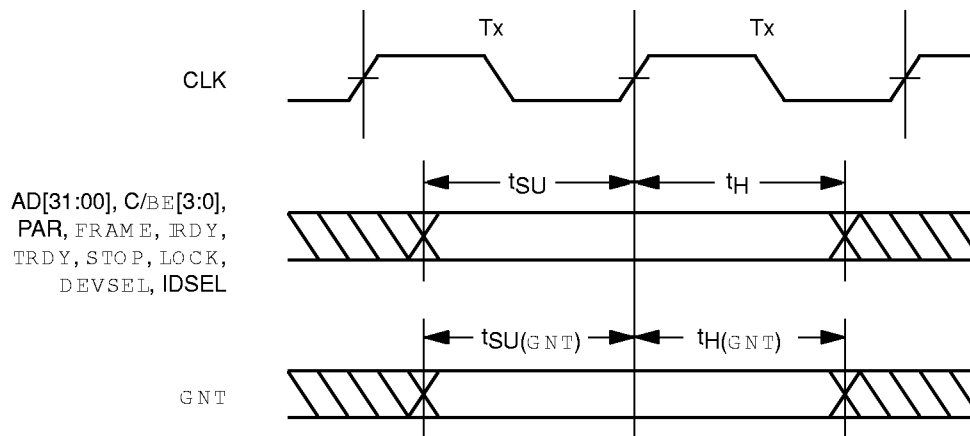 Tx
Tx
CLK
tSU
tH
AD[31:00], C/BE[3:0],
PAR, FRAME, IRDY,
TRDY, STOP, LOCK,
DEVSEL, IDSEL
tSU(GNT)
tH(GNT)
GNT